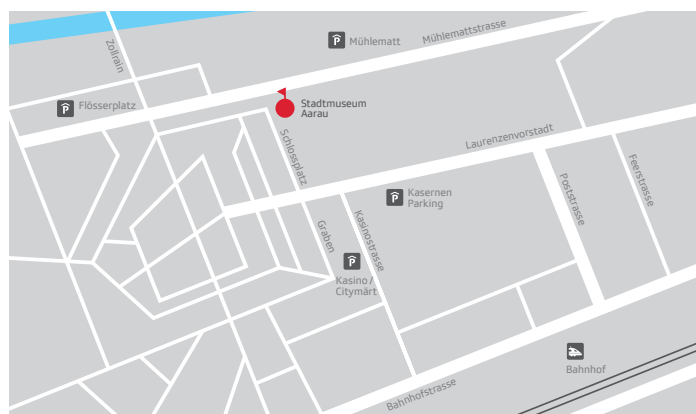 Zollrain
P
Mühlematt
Mühlemattstrasse
P
Flösserplatz
Stadtmuseum
Aarau
Schlossplatz
Laurenzenvorstadt
Poststrasse
Feerstrasse
P
Kasernen
Parking
Graben
Kasinostrasse
P
Kasino /
Citymärt
Bahnhof
Bahnhofstrasse